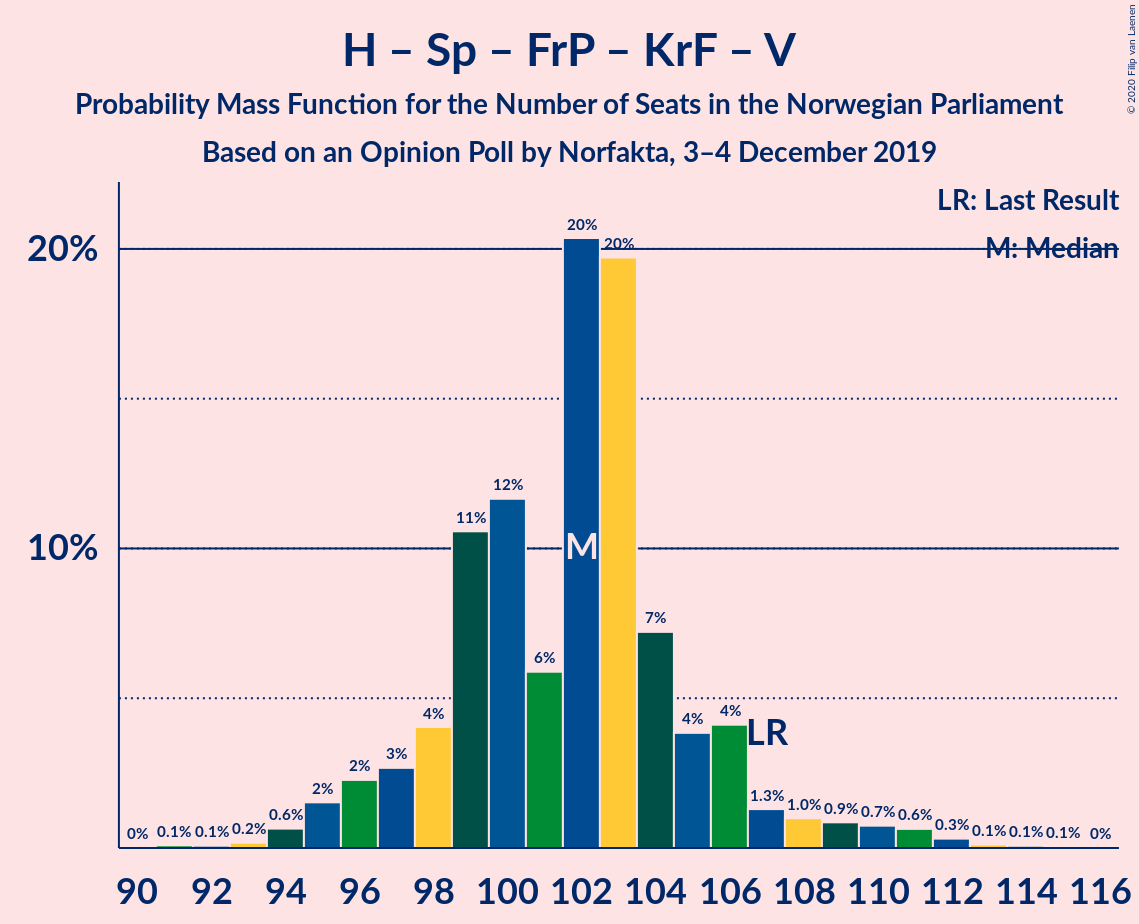 H – Sp – FrP – KrF – V
Probability Mass Function for the Number of Seats in the Norwegian Parliament
Based on an Opinion Poll by Norfakta, 3–4 December 2019
© 2020 Filip van Laenen
LR: Last Result
M: Median
20%
10%
0% 0.1% 0.1% 0.2% 0.6% 2% 2% 3% 4% 11% 12% 6% 20% 20% 7% 4% 4% 1.3% 1.0% 0.9% 0.7% 0.6% 0.3% 0.1% 0.1% 0.1% 0%
M
LR
90 92 94 96 98 100 102 104 106 108 110 112 114 116